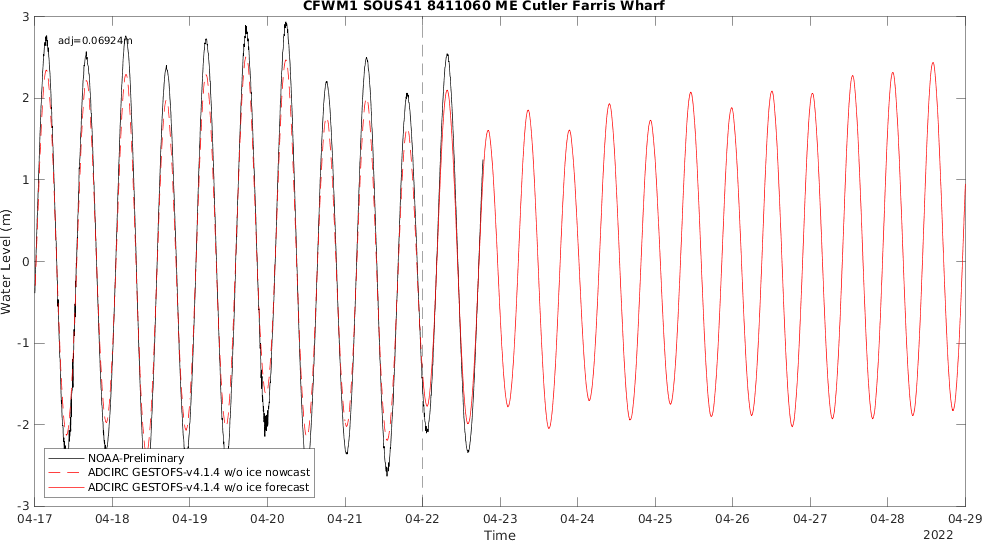 CFWM1 SOUS41 8411060 ME Cutler Farris Wharf
adj=0.06924m
Water Level (m)
3
2
1
0
-1
-2
-3
NOAA-Preliminary
ADCIRC GESTOFS-v4.1.4 w/o ice nowcast
ADCIRC GESTOFS-v4.1.4 w/o ice forecast
04-17 04-18 04-19 04-20 04-21 04-22 04-23 04-24 04-25 04-26 04-27 04-28 04-29
Time
2022